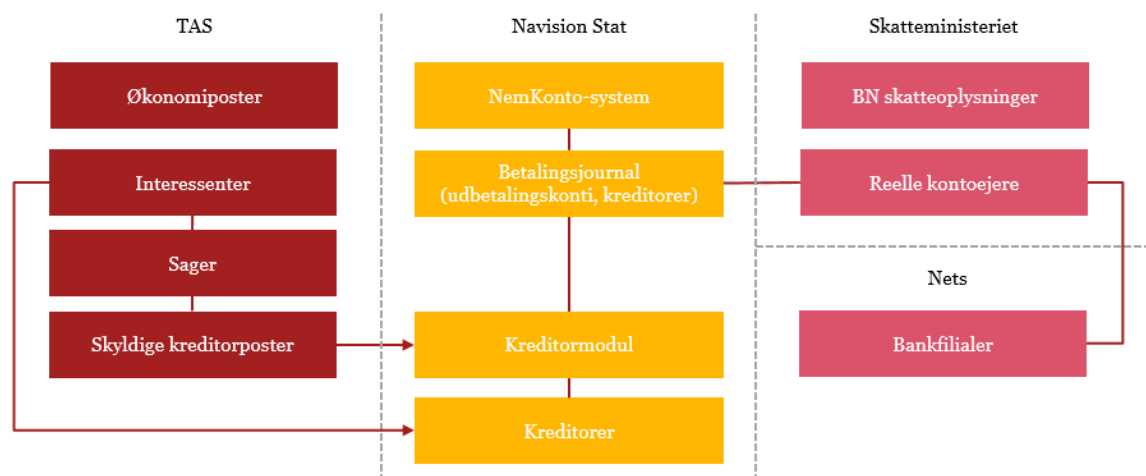 TAS
Økonomiposter
Interessenter
Sager
Skyldige kreditorposter
Navision Stat
NemKonto-system
Betalingsjournal
(udbetalingskonti, kreditorer)
Kreditormodul
Kreditorer
Skatteministeriet
BN skatteoplysninger
Reelle kontoejere
Nets
Bankfilialer